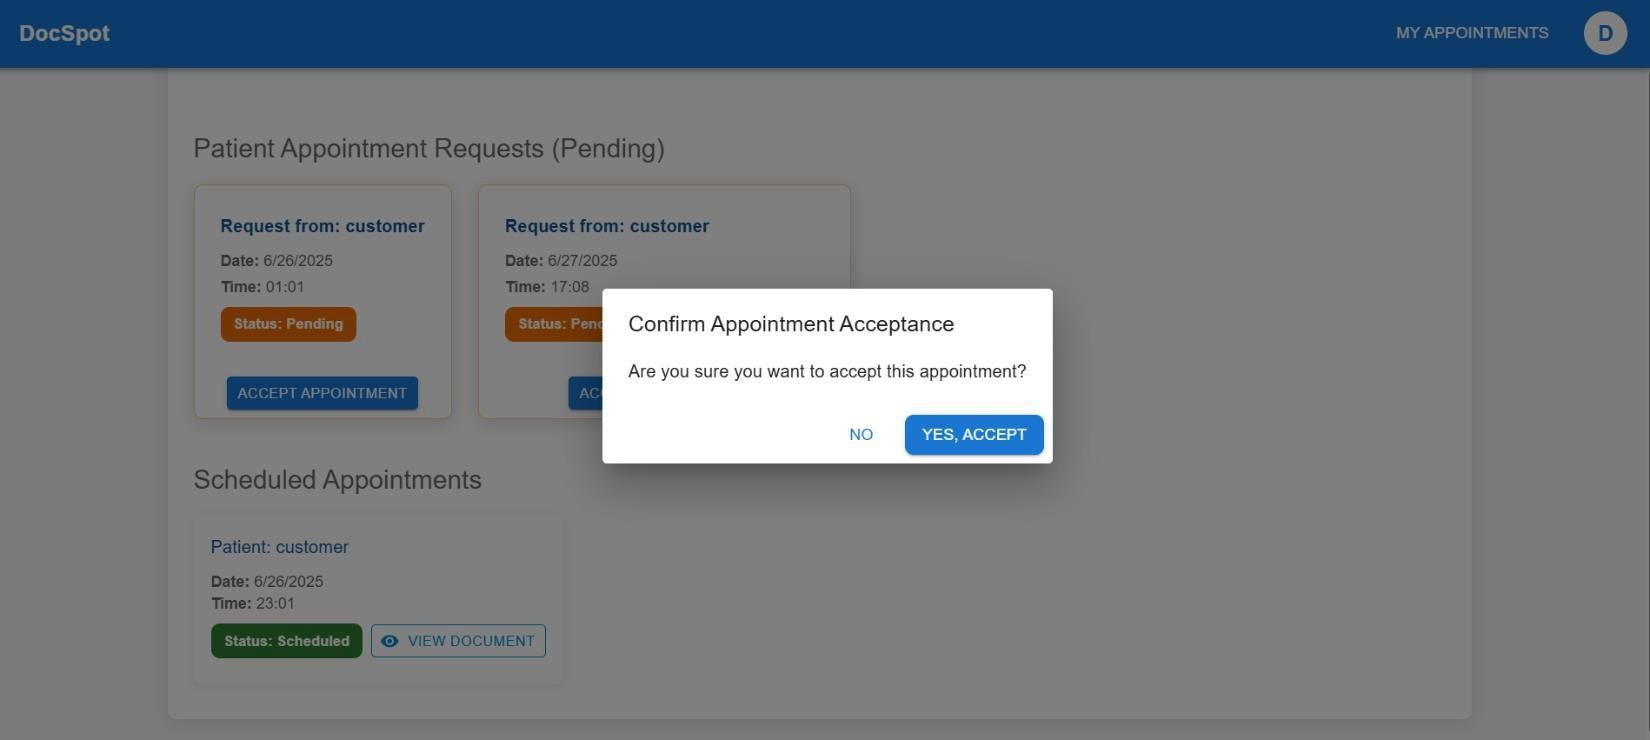 DocSpot
MY APPOINTMENTS
D
Patient Appointment Requests (Pending)
Request from: customer
Date: 6/26/2025
Time: 01:01
Status: Pending
ACCEPT APPOINTMENT
Request from: customer
Date: 6/27/2025
Time: 17:08
Status: Pend
AC
Confirm Appointment Acceptance
Are you sure you want to accept this appointment?
NO
YES, ACCEPT
Scheduled Appointments
Patient: customer
Date: 6/26/2025
Time: 23:01
Status: Scheduled
VIEW DOCUMENT